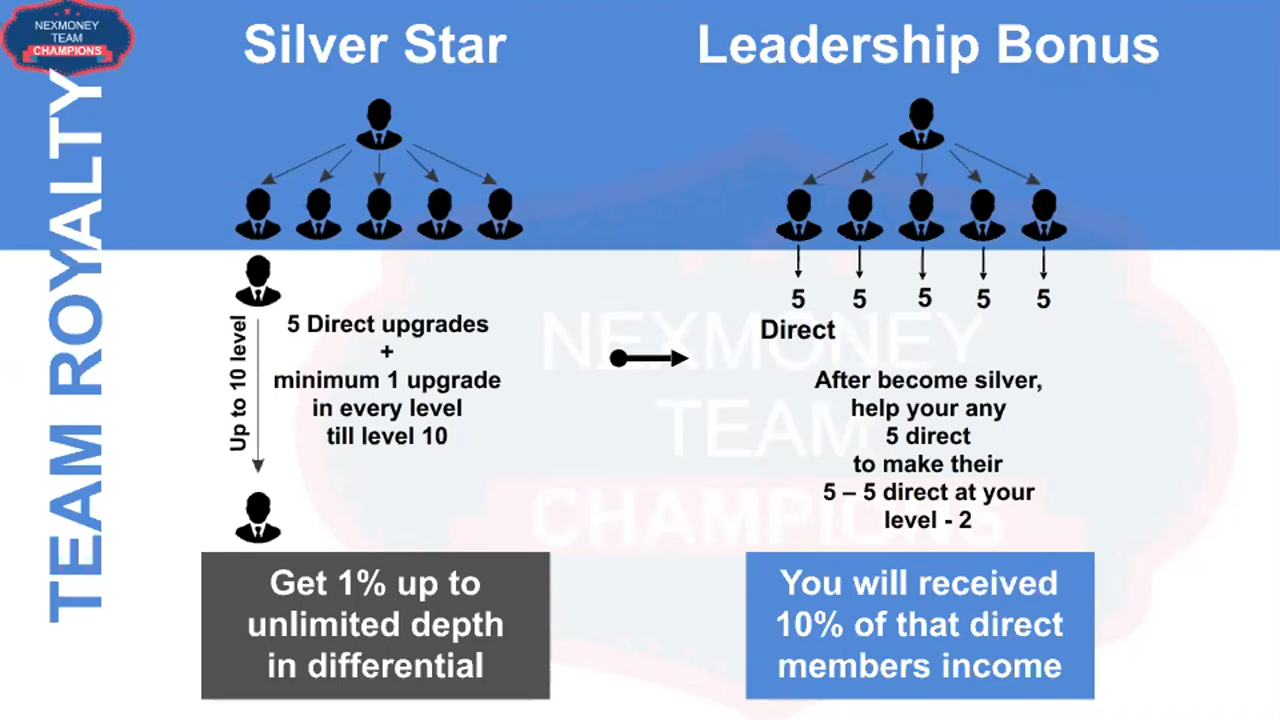 NEXMONEY
TEAM
CHAMPIONS
TEAM ROYALTY
Silver Star
Up to 10 level
5 Direct upgrades
+
minimum 1 upgrade
in every level
till level 10
Get 1% up to
unlimited depth
in differential
Leadership Bonus
5 5 5 5 5
Direct
After become silver,
help your any
5 direct
to make their
5 – 5 direct at your
level - 2
You will received
10% of that direct
members income
NEXMONEY
TEAM
CHAMPIONS